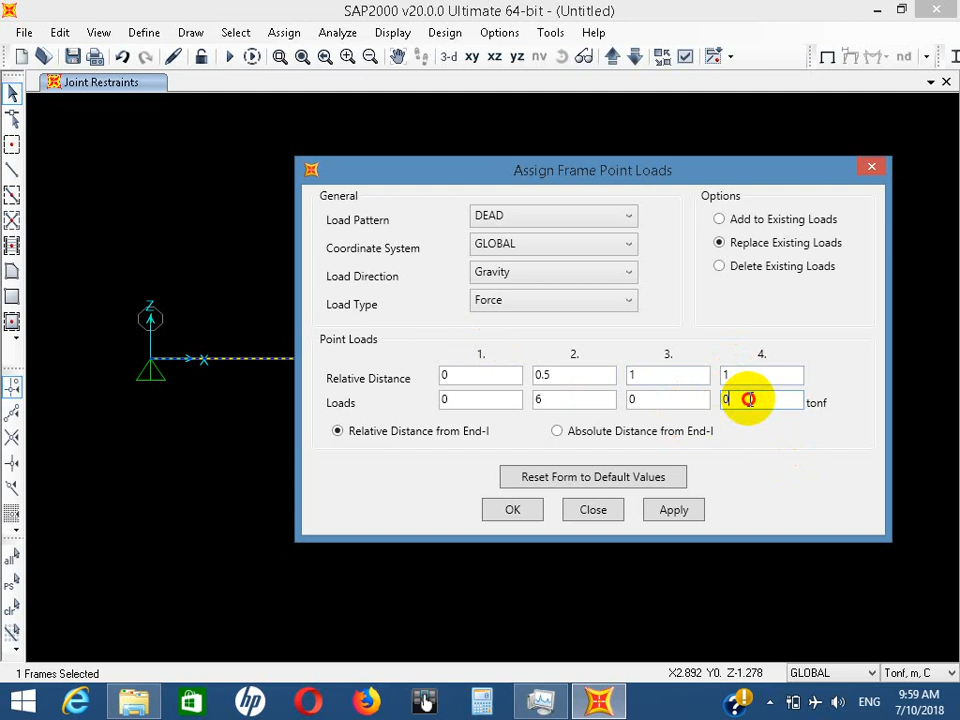 SAP2000 v20.0.0 Ultimate 64-bit - (Untitled)
File Edit View Define Draw Select Assign Analyze Display Design Options Tools Help
3-d xy xz yz nv nd
Joint Restraints
Assign Frame Point Loads
General
Load Pattern DEAD
Coordinate System GLOBAL
Load Direction Gravity
Load Type Force
Options
Add to Existing Loads
Replace Existing Loads
Delete Existing Loads
Z
X
Point Loads
1. 2. 3. 4.
Relative Distance 0 0.5 1 1
Loads 0 6 0 0 tonf
Relative Distance from End-I Absolute Distance from End-I
Reset Form to Default Values
OK Close Apply
all
ps
clr
1 Frames Selected X2.892 Y0. Z-1.278 GLOBAL Tonf, m, C
ENG 9:59 AM
7/10/2018